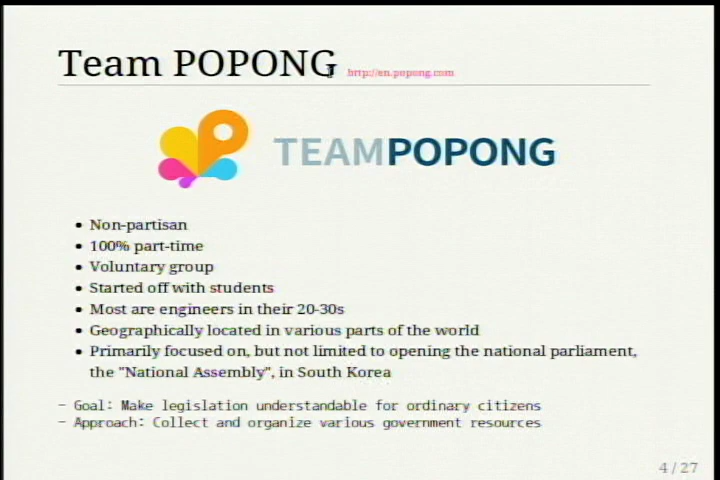 Team POPONG http://en.popong.com
TEAMPOPONG
• Non-partisan
• 100% part-time
• Voluntary group
• Started off with students
• Most are engineers in their 20-30s
• Geographically located in various parts of the world
• Primarily focused on, but not limited to opening the national parliament,
the "National Assembly", in South Korea
- Goal: Make legislation understandable for ordinary citizens
- Approach: Collect and organize various government resources
4 / 27